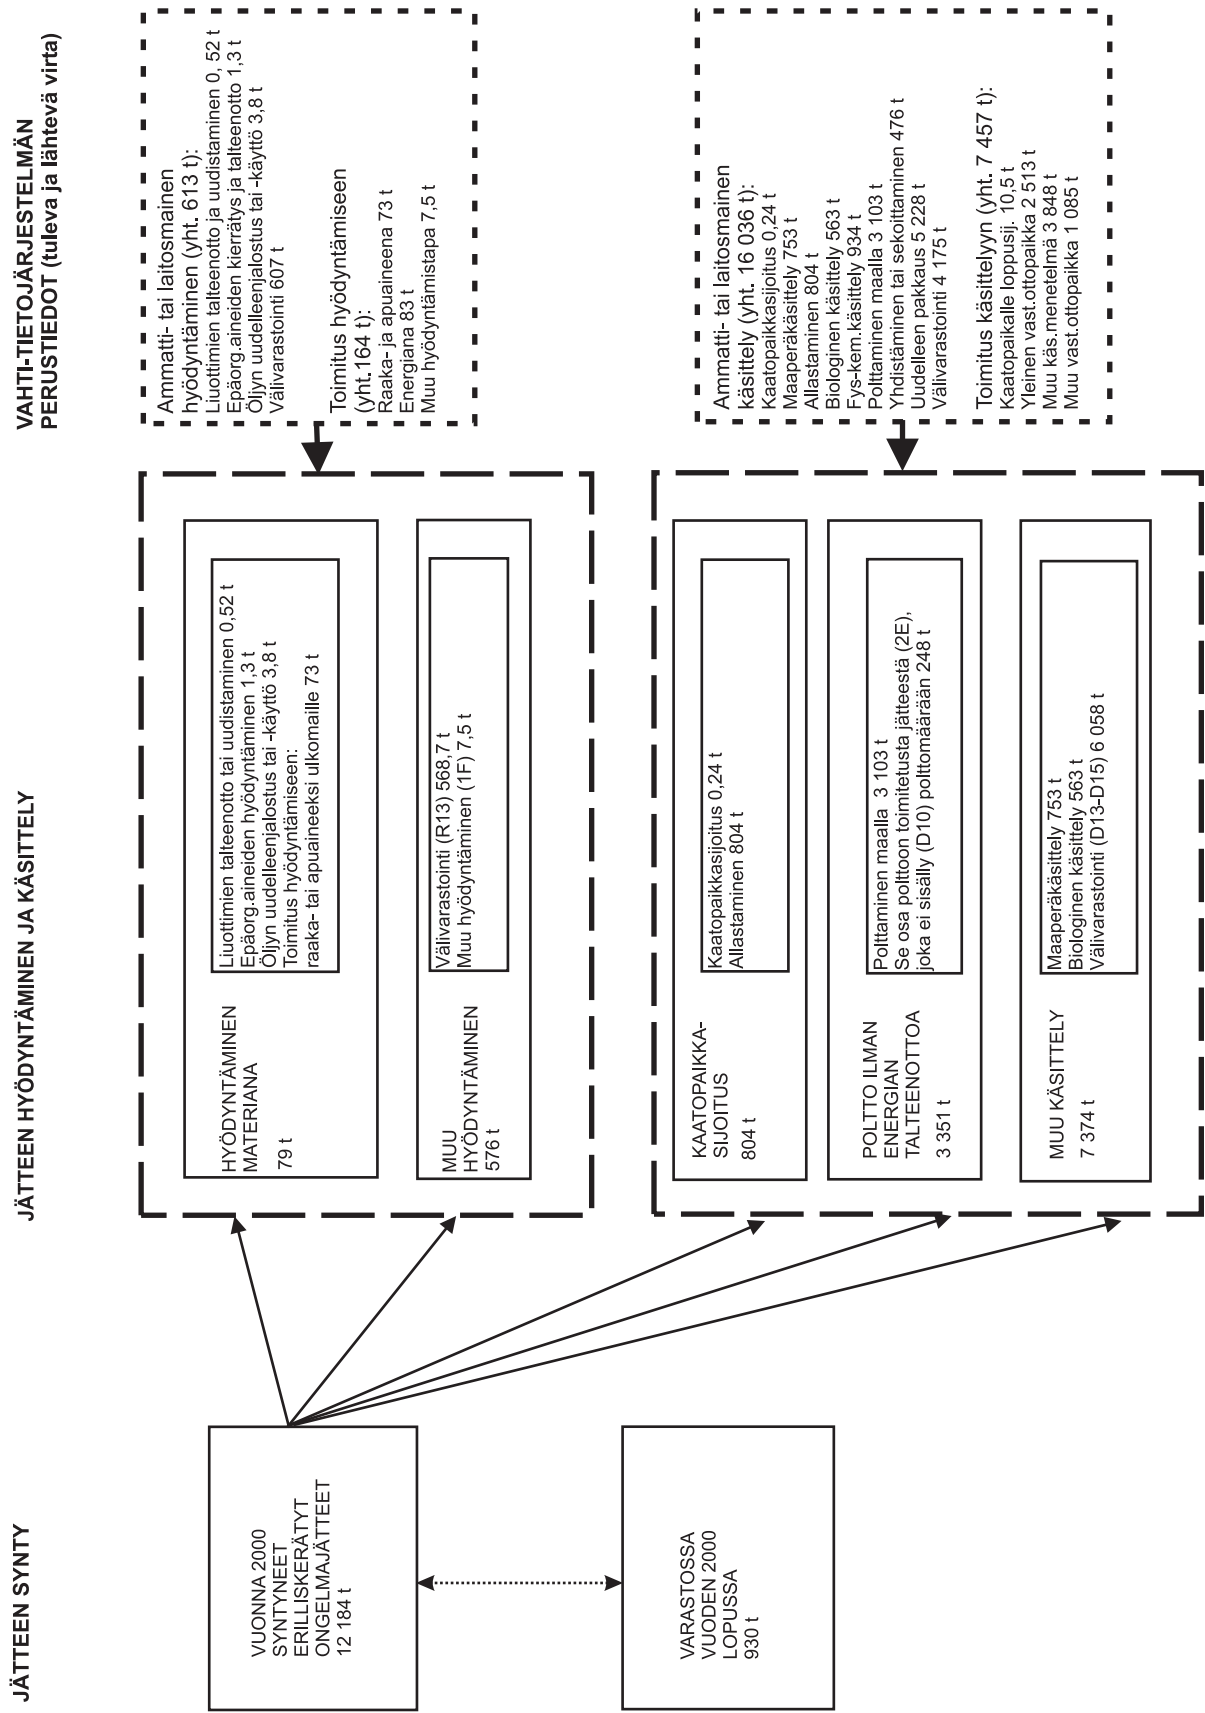 JÄTTEEN SYNTY
VUONNA 2000
SYNTYNEET
ERILLISKERÄTYT
ONGELMAJÄTTEET
12 184 t
VARASTOSSA
VUODEN 2000
LOPUSSA
930 t
JÄTTEEN HYÖDYNTÄMINEN JA KÄSITTELY
HYÖDYNTÄMINEN
MATERIANA
79 t
Liuottimien talteenotto tai uudistaminen 0,52 t
Epäorg.aineiden hyödyntäminen 1,3 t
Öljyn uudelleenjalostus tai -käyttö 3,8 t
Toimitus hyödyntämiseen:
raaka- tai apuaineeksi ulkomaille 73 t
MUU
HYÖDYNTÄMINEN
576 t
Välivarastointi (R13) 568,7 t
Muu hyödyntäminen (1F) 7,5 t
KAATOPAIKKA-
SIJOITUS
804 t
Kaatopaikkasijoitus 0,24 t
Allastaminen 804 t
POLTTO ILMAN
ENERGIAN
TALTEENOTTOA
3 351 t
Polttaminen maalla 3 103 t
Se osa polttoon toimitetusta jätteestä (2E),
joka ei sisälly (D10) polttomäärään 248 t
MUU KÄSITTELY
7 374 t
Maaperäkäsittely 753 t
Biologinen käsittely 563 t
Välivarastointi (D13-D15) 6 058 t
VAHTI-TIETOJÄRJESTELMÄN
PERUSTIEDOT (tuleva ja lähtevä virta)
Ammatti- tai laitosmainen
hyödyntäminen (yht. 613 t):
Liuottimien talteenotto ja uudistaminen 0, 52 t
Epäorg.aineiden kierrätys ja talteenotto 1,3 t
Öljyn uudelleenjalostus tai -käyttö 3,8 t
Välivarastointi 607 t
Toimitus hyödyntämiseen
(yht.164 t):
Raaka- ja apuaineena 73 t
Energiana 83 t
Muu hyödyntämistapa 7,5 t
Ammatti- tai laitosmainen
käsittely (yht. 16 036 t):
Kaatopaikkasijoitus 0,24 t
Maaperäkäsittely 753 t
Allastaminen 804 t
Biologinen käsittely 563 t
Fys-kem.käsittely 934 t
Polttaminen maalla 3 103 t
Yhdistäminen tai sekoittaminen 476 t
Uudelleen pakkaus 5 228 t
Välivarastointi 4 175 t
Toimitus käsittelyyn (yht. 7 457 t):
Kaatopaikalle loppusij. 10,5 t
Yleinen vast.ottopaikka 2 513 t
Muu käs.menetelmä 3 848 t
Muu vast.ottopaikka 1 085 t